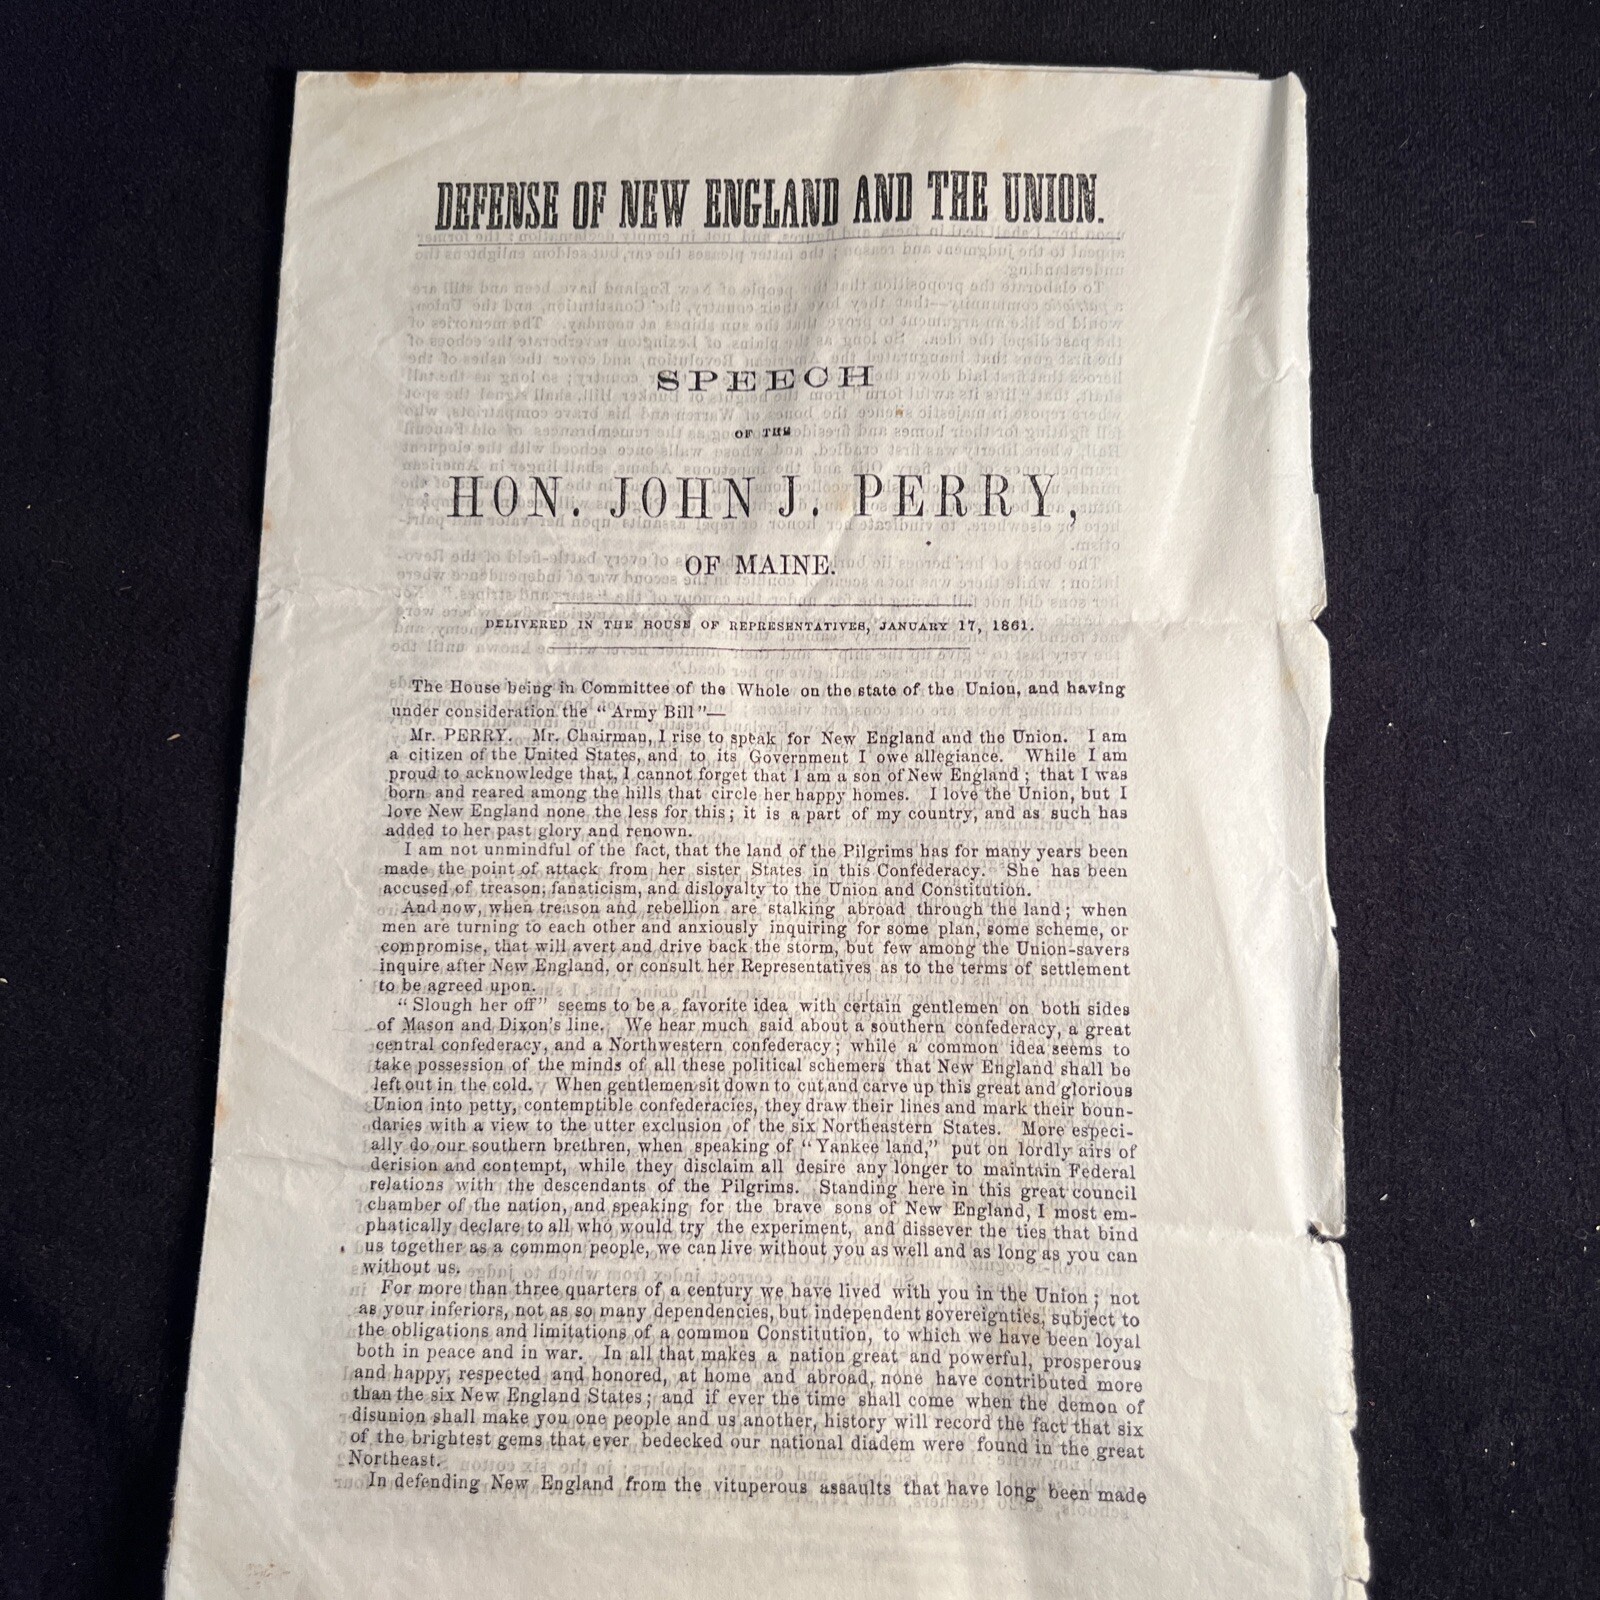 DEFENSE OF NEW ENGLAND AND THE UNION.
SPEECH
OF THE
HON. JOHN J. PERRY,
OF MAINE.
DELIVERED IN THE HOUSE OF REPRESENTATIVES, JANUARY 17, 1861.
The House being in Committee of the Whole on the state of the Union, and having
under consideration the "Army Bill"—
Mr. PERRY. Mr. Chairman, I rise to speak for New England and the Union. I am
a citizen of the United States, and to its Government I owe allegiance. While I am
proud to acknowledge that, I cannot forget that I am a son of New England; that I was
born and reared among the hills that circle her happy homes. I love the Union, but I
love New England none the less for this; it is a part of my country, and as such has
added to her past glory and renown.
I am not unmindful of the fact, that the land of the Pilgrims has for many years been
made the point of attack from her sister States in this Confederacy. She has been
accused of treason, fanaticism, and disloyalty to the Union and Constitution.
And now, when treason and rebellion are stalking abroad through the land; when
men are turning to each other and anxiously inquiring for some plan, some scheme, or
compromise, that will avert and drive back the storm, but few among the Union-savers
inquire after New England, or consult her Representatives as to the terms of settlement
to be agreed upon.
"Slough her off" seems to be a favorite idea with certain gentlemen on both sides
of Mason and Dixon's line. We hear much said about a southern confederacy, a great
central confederacy, and a Northwestern confederacy; while a common idea seems to
take possession of the minds of all these political schemers that New England shall be
left out in the cold. When gentlemen sit down to cut and carve up this great and glorious
Union into petty, contemptible confederacies, they draw their lines and mark their boun-
daries with a view to the utter exclusion of the six Northeastern States. More especi-
ally do our southern brethren, when speaking of "Yankee land," put on lordly airs of
derision and contempt, while they disclaim all desire any longer to maintain Federal
relations with the descendants of the Pilgrims. Standing here in this great council
chamber of the nation, and speaking for the brave sons of New England, I most em-
phatically declare to all who would try the experiment, and dissever the ties that bind
us together as a common people, we can live without you as well and as long as you can
without us.
For more than three quarters of a century we have lived with you in the Union; not
as your inferiors, not as so many dependencies, but independent sovereignties, subject to
the obligations and limitations of a common Constitution, to which we have been loyal
both in peace and in war. In all that makes a nation great and powerful, prosperous
and happy, respected and honored, at home and abroad, none have contributed more
than the six New England States; and if ever the time shall come when the demon of
disunion shall make you one people and us another, history will record the fact that six
of the brightest gems that ever bedecked our national diadem were found in the great
Northeast.
In defending New England from the vituperous assaults that have long been made